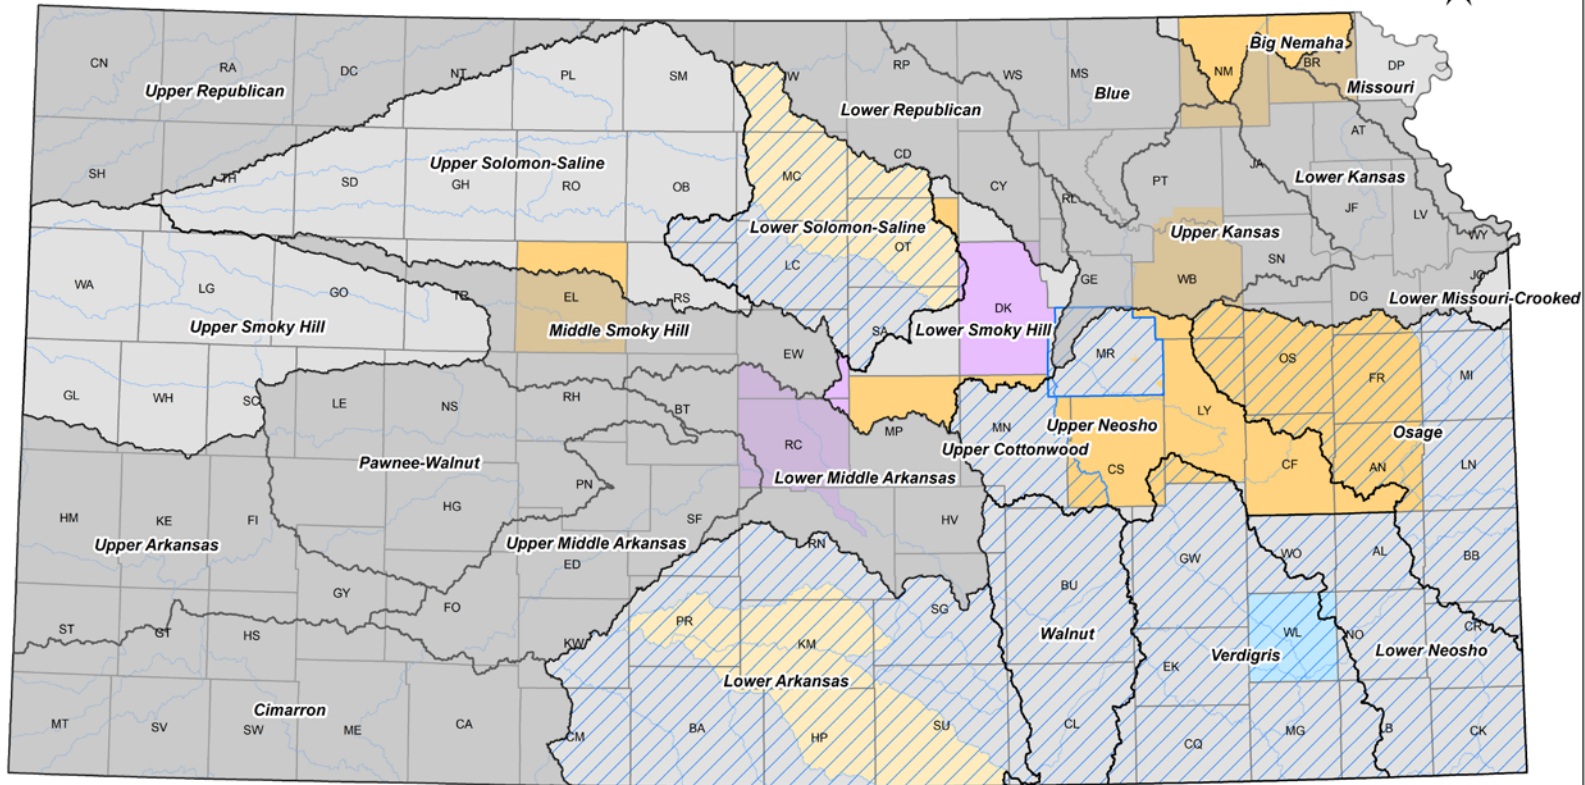 Big Nemaha
CN
RA
DC
NT
PL
SM
JW
RP
WS
MS
NM
BR
DP
Upper Republican
Blue
Missouri
Lower Republican
AT
SH
TH
SD
GH
RO
OB
MC
CD
CY
RL
PT
JA
Upper Solomon-Saline
Lower Kansas
JF
LV
Lower Solomon-Saline
Upper Kansas
WY
WA
LG
GO
TR
EL
RS
LC
OT
GE
WB
SN
JO
DK
DG
Lower Missouri-Crooked
Upper Smoky Hill
Middle Smoky Hill
SA
Lower Smoky Hill
EW
MR
OS
FR
MI
GL
WH
SC
LE
NS
RH
BT
LY
MP
MN
Upper Neosho
Osage
RC
Upper Cottonwood
Pawnee-Walnut
Lower Middle Arkansas
CS
CF
AN
LN
PN
HG
HM
KE
FI
SF
HV
Upper Arkansas
Upper Middle Arkansas
RN
GW
WO
AL
BB
ED
BU
GY
FO
SG
ST
GT
HS
KW
PR
KM
Walnut
WL
NO
CR
Verdigris
Lower Neosho
EK
Lower Arkansas
Cimarron
MT
SV
SW
ME
CA
CM
BA
HP
SU
CL
CQ
MG
LB
CK